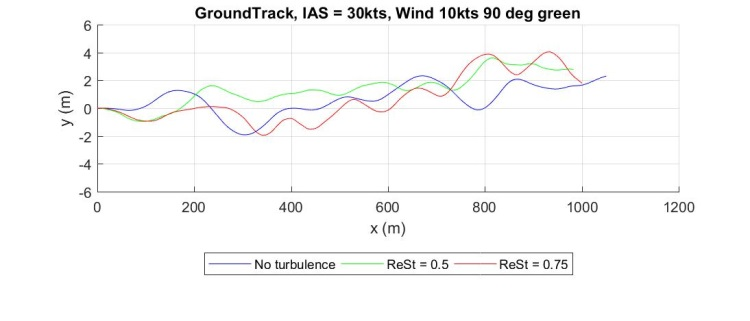 GroundTrack, IAS = 30kts, Wind 10kts 90 deg green
6
4
2
0
-2
-4
-6
y (m)
0 200 400 600 800 1000 1200
x (m)
No turbulence ReSt = 0.5 ReSt = 0.75